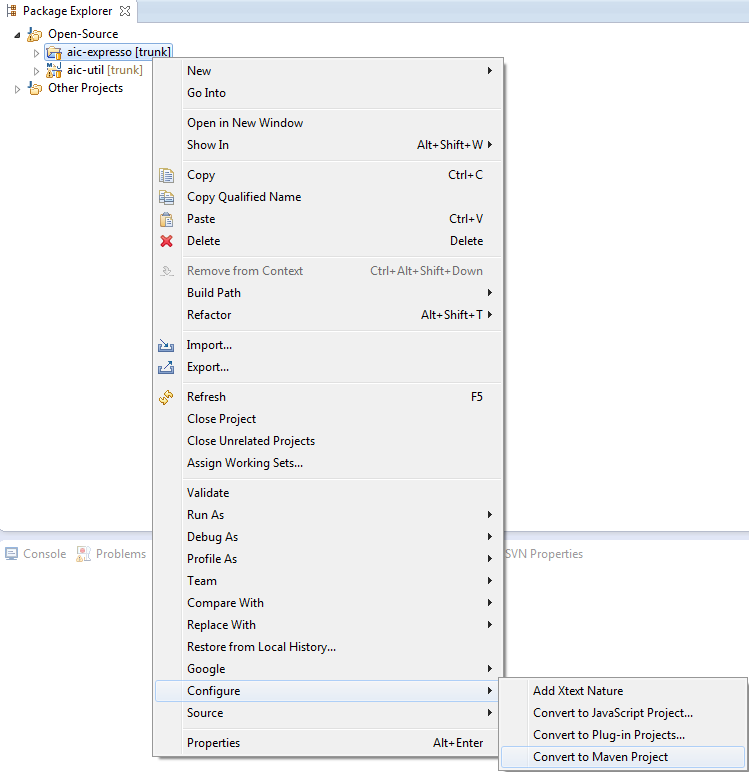 Package Explorer
Open-Source
aic-expresso [trunk]
aic-util [trunk]
Other Projects
New
Go Into
Open in New Window
Show In Alt+Shift+W
Copy Ctrl+C
Copy Qualified Name
Paste Ctrl+V
Delete Delete
Remove from Context Ctrl+Alt+Shift+Down
Build Path
Refactor Alt+Shift+T
Import...
Export...
Refresh F5
Close Project
Close Unrelated Projects
Assign Working Sets...
Validate
Run As
Debug As
Console Problems SVN Properties
Profile As
Team
Compare With
Replace With
Restore from Local History...
Google
Configure
Source
Properties Alt+Enter
Add Xtext Nature
Convert to JavaScript Project...
Convert to Plug-in Projects...
Convert to Maven Project